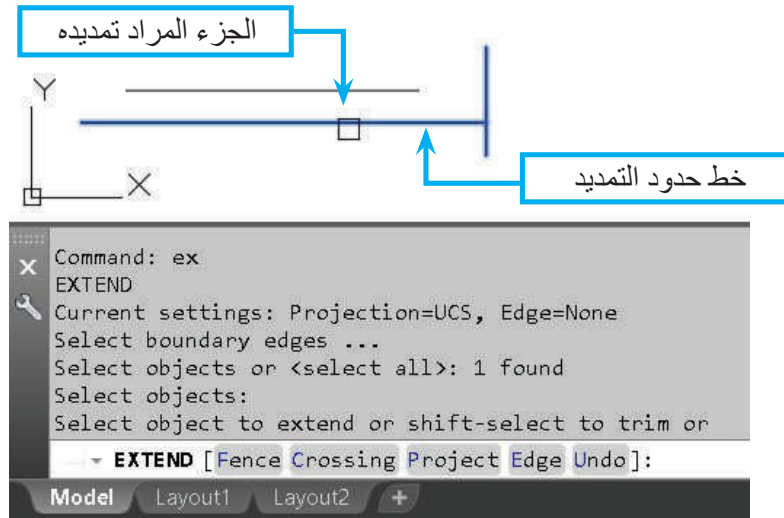 الجزء المراد تمديده
Y
X
خط حدود التمديد
Command: ex
EXTEND
Current settings: Projection=UCS, Edge=None
Select boundary edges ...
Select objects or <select all>: 1 found
Select objects:
Select object to extend or shift-select to trim or
EXTEND [Fence Crossing Project Edge Undo]:
Model Layout1 Layout2 +